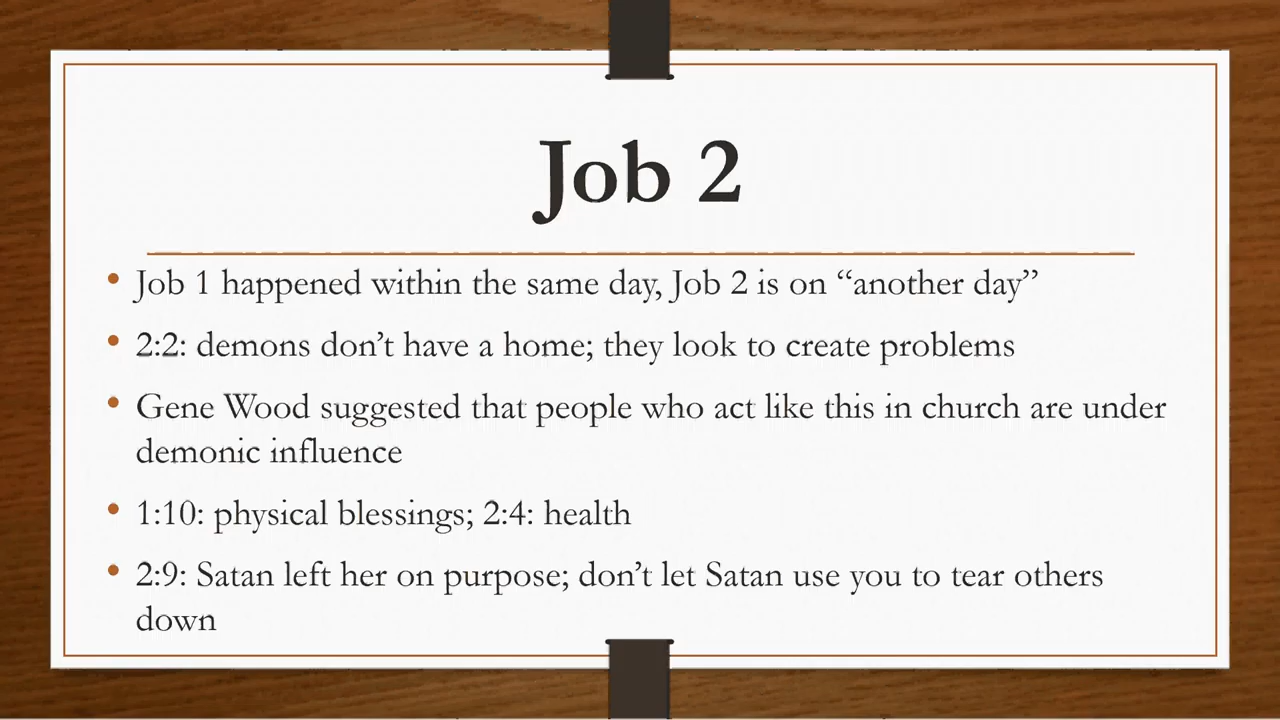 Job 2
• Job 1 happened within the same day, Job 2 is on “another day”
• 2:2: demons don’t have a home; they look to create problems
• Gene Wood suggested that people who act like this in church are under
demonic influence
• 1:10: physical blessings; 2:4: health
• 2:9: Satan left her on purpose; don’t let Satan use you to tear others
down